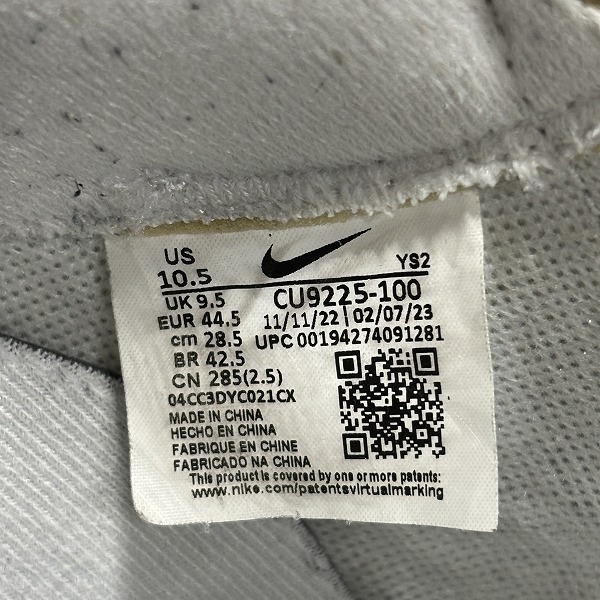 US
10.5
YS2
UK 9.5
CU9225-100
EUR 44.5
11/11/22 | 02/07/23
cm 28.5
UPC 00194274091281
BR 42.5
CN 285(2.5)
04CC3DYC021CX
MADE IN CHINA
HECHO EN CHINA
FABRIQUE EN CHINE
FABRICADO NA CHINA
This product is covered by one or more patents:
www.nike.com/patentsvirtualmarking